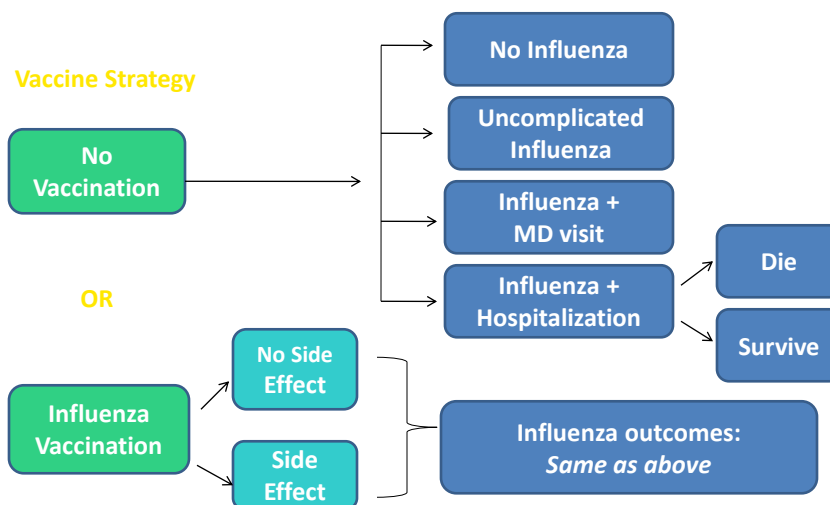 Vaccine Strategy
No
Vaccination
No Influenza
Uncomplicated
Influenza
Influenza +
MD visit
Influenza +
Hospitalization
Die
Survive
OR
Influenza
Vaccination
No Side
Effect
Side
Effect
Influenza outcomes:
Same as above